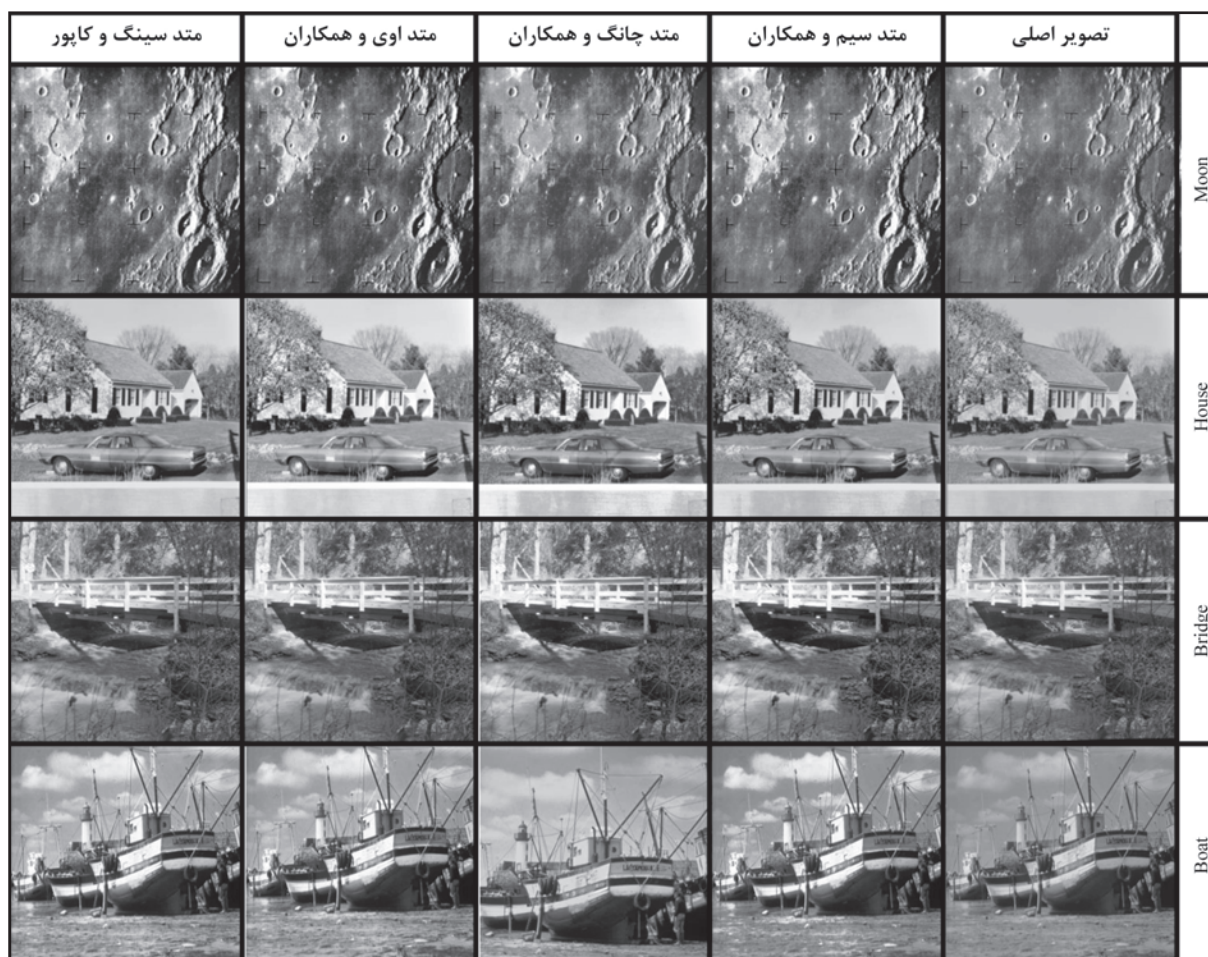 تصویر اصلی
متد سیم و همکاران
متد چانگ و همکاران
متد اوی و همکاران
متد سینگ و کاپور
Moon
House
Bridge
Boat